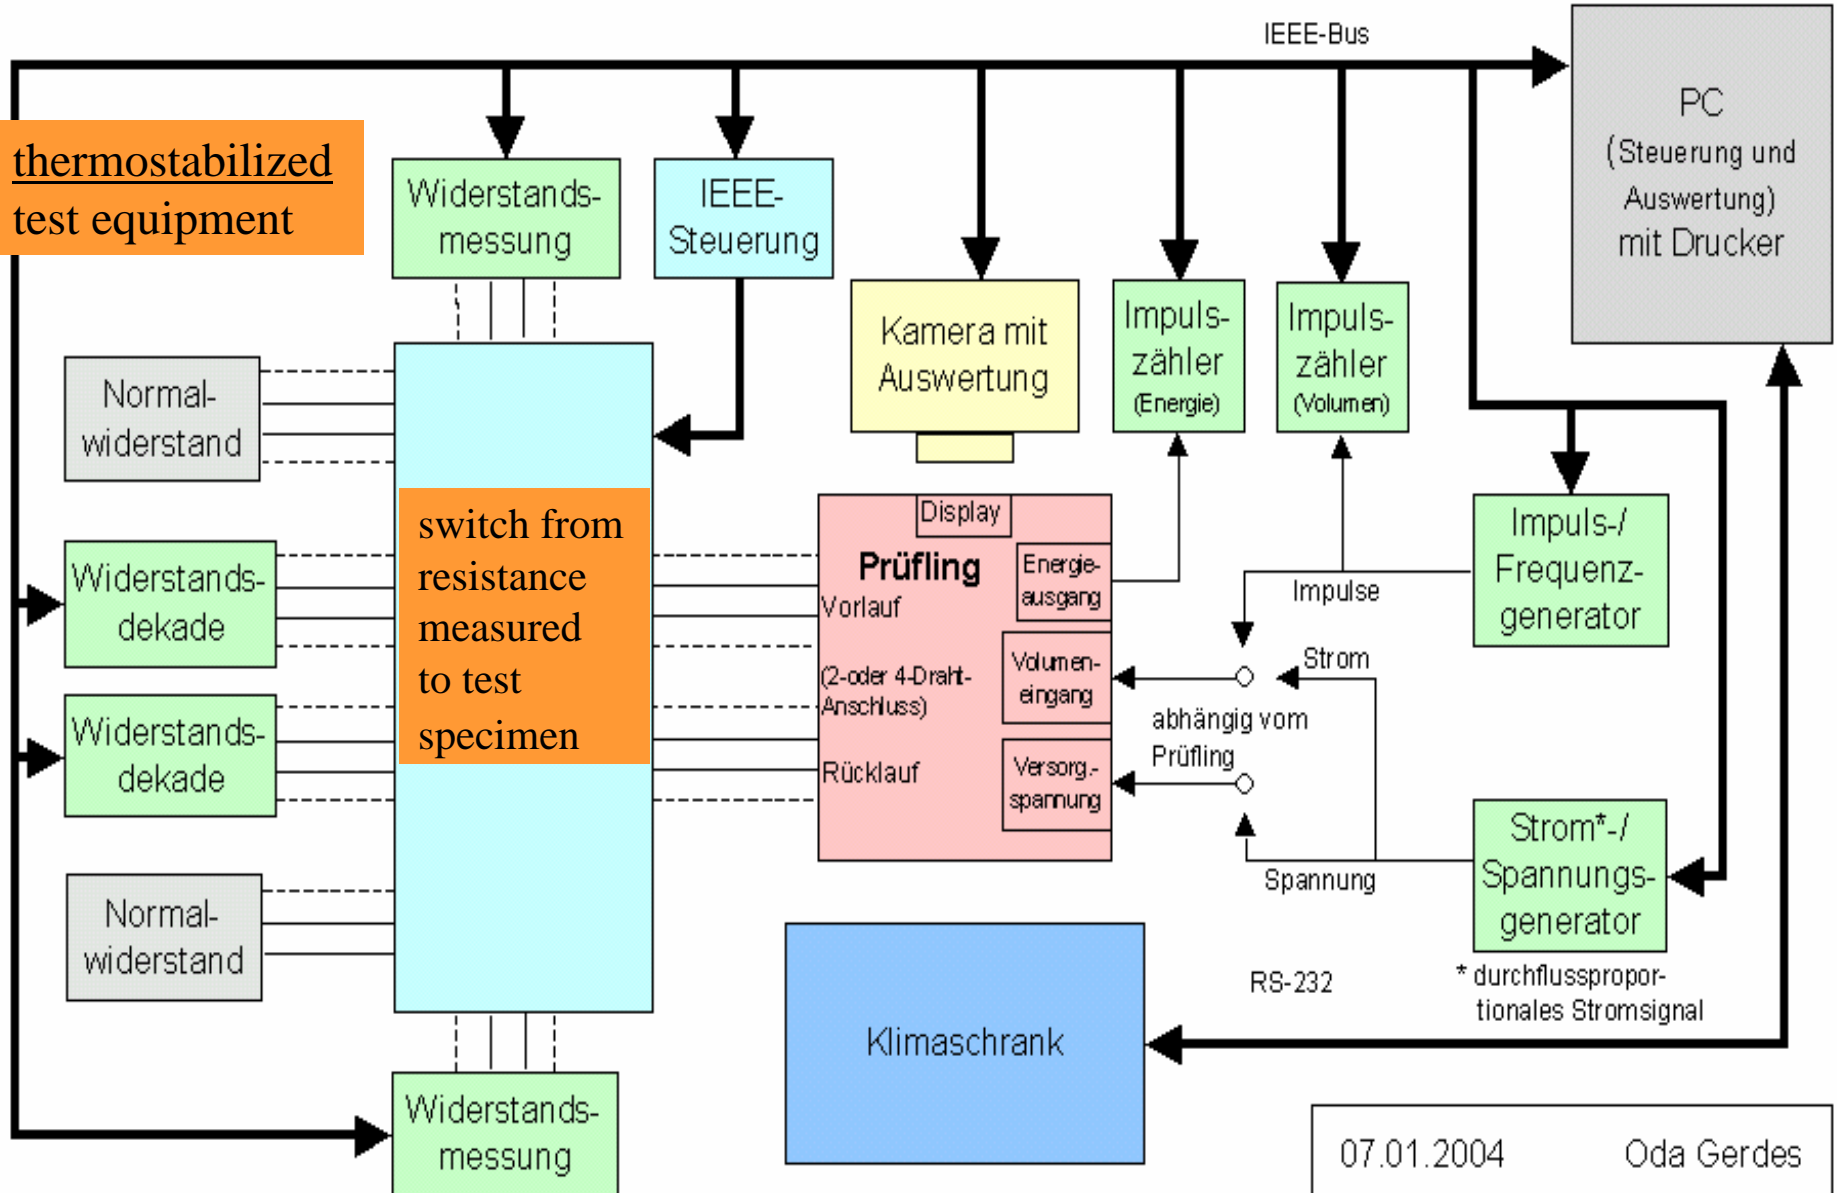 IEEE-Bus
PC
(Steuerung und
Auswertung)
mit Drucker
thermostabilized
test equipment
Widerstands-
messung
IEEE-
Steuerung
Kamera mit
Auswertung
Impuls-
zähler
(Energie)
Impuls-
zähler
(Volumen)
Normal-
widerstand
Widerstands-
dekade
Widerstands-
dekade
Normal-
widerstand
switch from
resistance
measured
to test
specimen
Display
Prüfling
Vorlauf
(2-oder 4-Draht-
Anschluss)
Rücklauf
Energie-
ausgang
Volumen-
eingang
Versorg.-
spannung
Impulse
Strom
abhängig vom
Prüfling
Spannung
Impuls-/
Frequenz-
generator
Strom*-/
Spannungs-
generator
* durchflusspropor-
tionales Stromsignal
RS-232
Klimaschrank
Widerstands-
messung
07.01.2004 Oda Gerdes